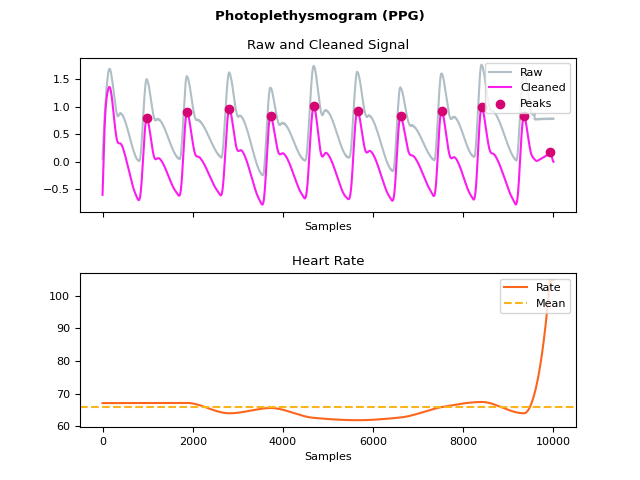 Photoplethysmogram (PPG)
Raw and Cleaned Signal
Raw
Cleaned
Peaks
1.5
1.0
0.5
0.0
−0.5
Samples
Heart Rate
Rate
Mean
100
90
80
70
60
0 2000 4000 6000 8000 10000
Samples